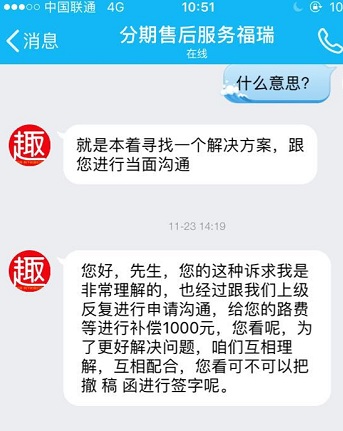 中国联通 4G 10:51 10
消息 分期售后服务福瑞
在线
什么意思?
趣
就是本着寻找一个解决方案，跟
您进行当面沟通
11-23 14:19
趣
您好，先生，您的这种诉求我是
非常理解的，也经过跟我们上级
反复进行申请沟通，给您的路费
等进行补偿1000元，您看呢，为
了更好解决问题，咱们互相理
解，互相配合，您看可不可以把
撤 稿 函进行签字呢。